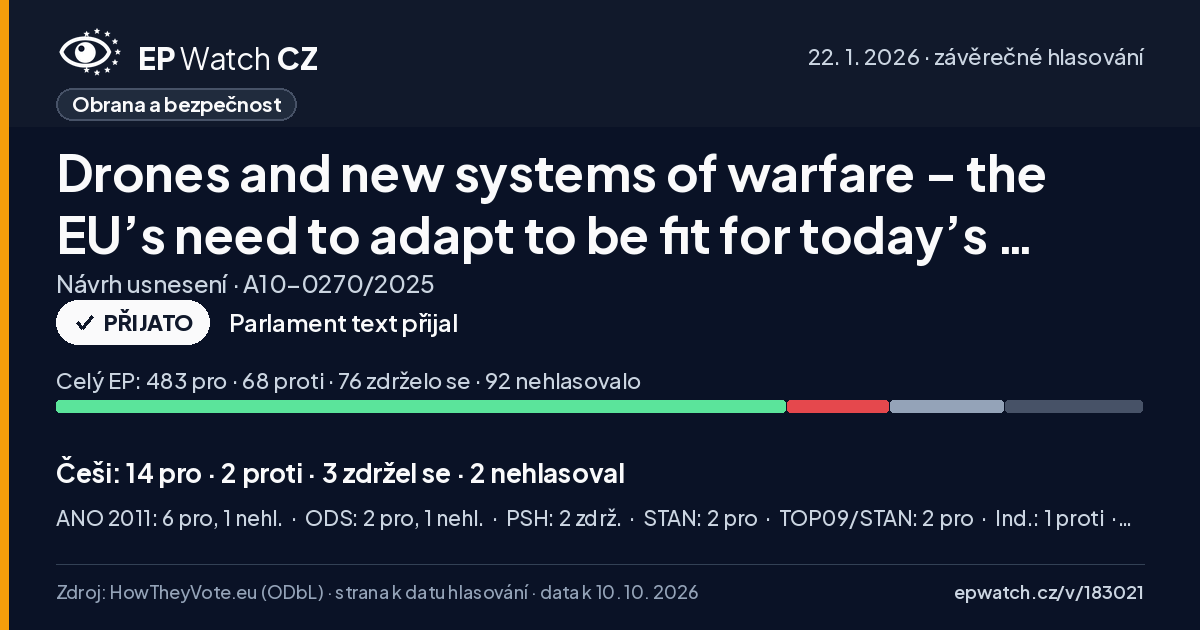 EP Watch CZ
22. 1. 2026 · závěrečné hlasování
Obrana a bezpečnost
Drones and new systems of warfare – the
EU’s need to adapt to be fit for today’s …
Návrh usnesení · A10–0270/2025
✓ PŘIJATO Parlament text přijal
Celý EP: 483 pro · 68 proti · 76 zdrželo se · 92 nehlasovalo
Češi: 14 pro · 2 proti · 3 zdržel se · 2 nehlasoval
ANO 2011: 6 pro, 1 nehl. · ODS: 2 pro, 1 nehl. · PSH: 2 zdrž. · STAN: 2 pro · TOP09/STAN: 2 pro · Ind.: 1 proti · …
Zdroj: HowTheyVote.eu (ODbL) · strana k datu hlasování · data k 10. 10. 2026
epwatch.cz/v/183021